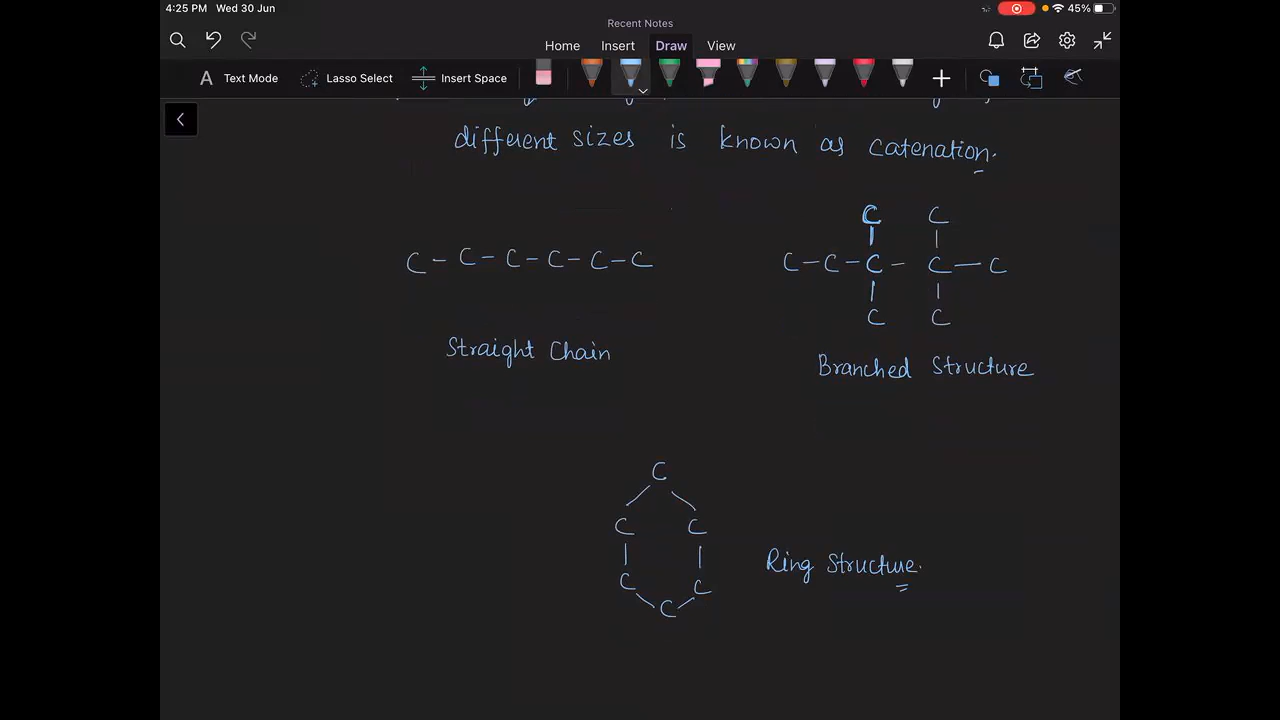 4:25 PM Wed 30 Jun
45%
Recent Notes
Home Insert Draw View
A Text Mode Lasso Select Insert Space
different sizes is known as catenation.
C C
C - C - C - C - C - C
C - C - C - C - C
C C
Straight Chain
Branched Structure
C
C C
Ring Structure.
C C
C